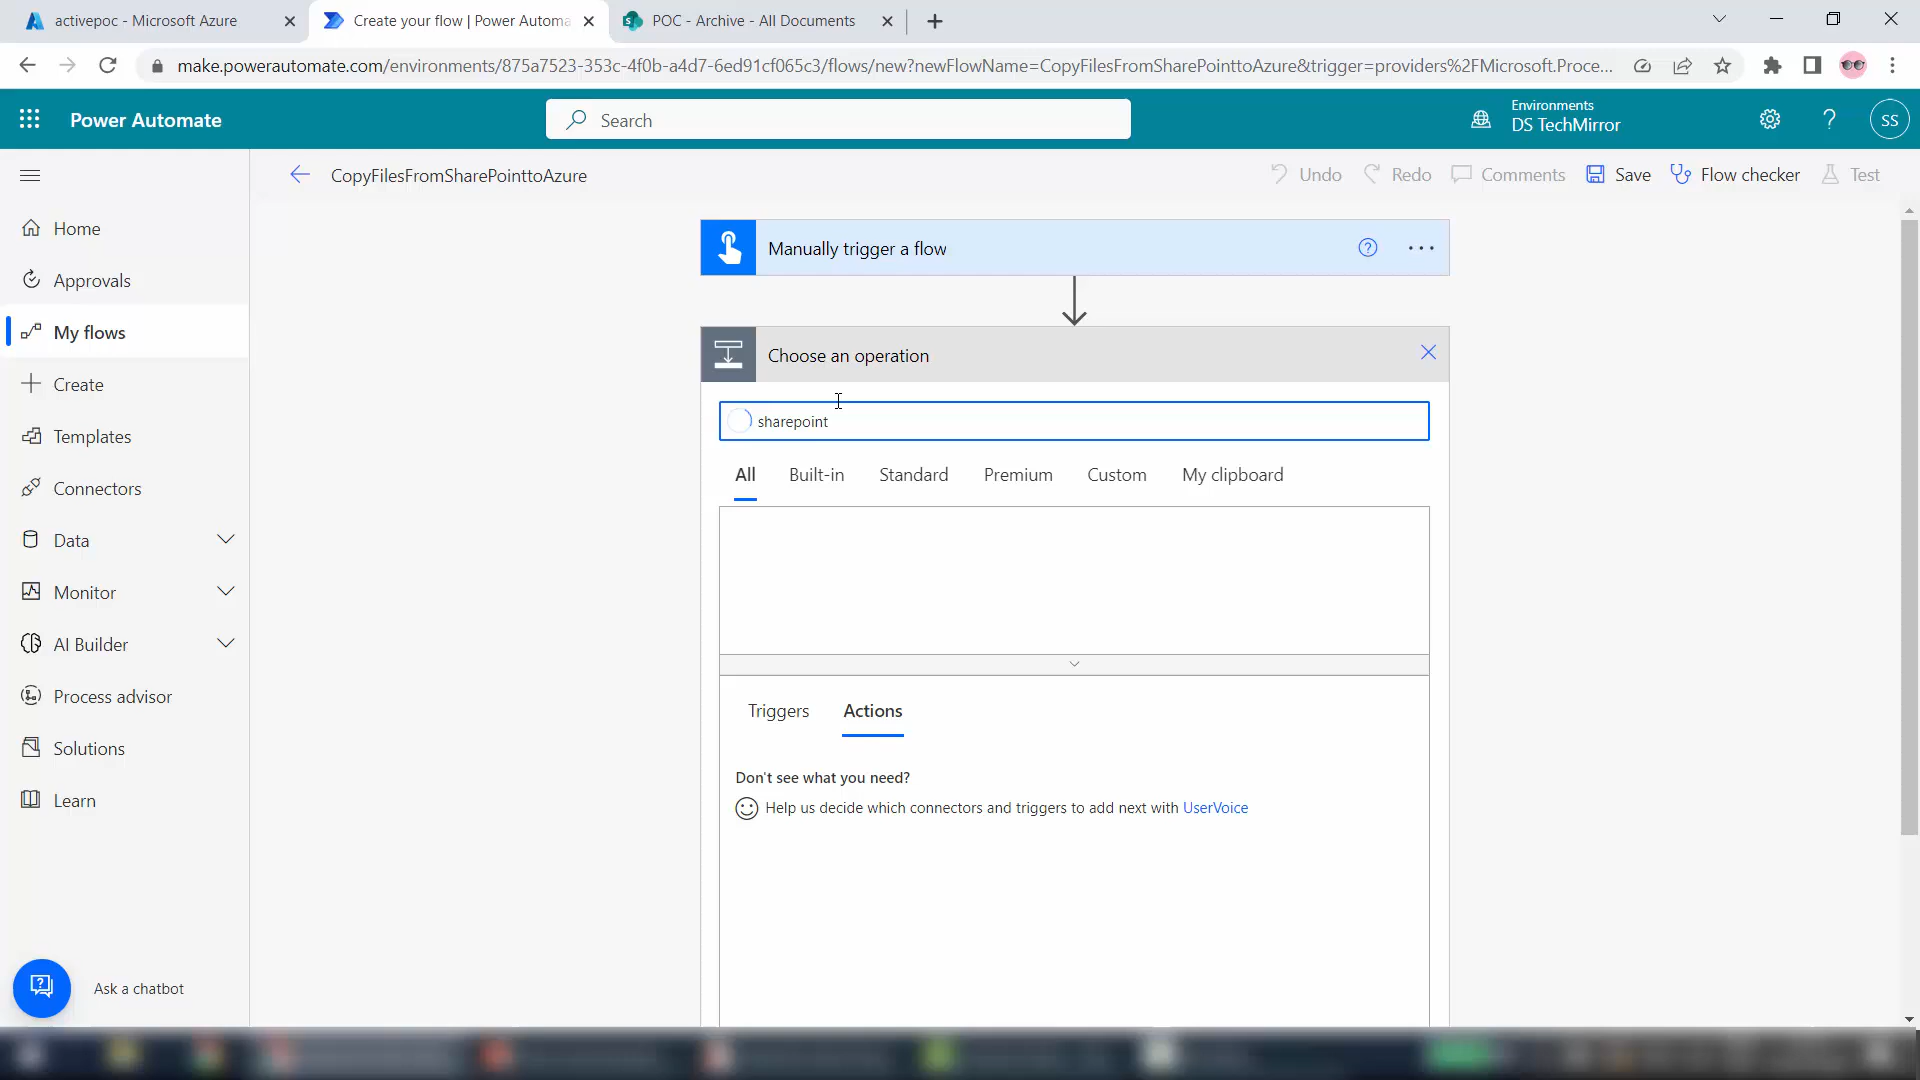 activepoc - Microsoft Azure
Create your flow | Power Automa
POC - Archive - All Documents
make.powerautomate.com/environments/875a7523-353c-4f0b-a4d7-6ed91cf065c3/flows/new?newFlowName=CopyFilesFromSharePointtoAzure&trigger=providers%2FMicrosoft.Proce...
Power Automate
Search
Environments
DS TechMirror
SS
CopyFilesFromSharePointtoAzure
Undo
Redo
Comments
Save
Flow checker
Test
Home
Approvals
My flows
Create
Templates
Connectors
Data
Monitor
AI Builder
Process advisor
Solutions
Learn
Ask a chatbot
Manually trigger a flow
Choose an operation
sharepoint
All
Built-in
Standard
Premium
Custom
My clipboard
Triggers
Actions
Don't see what you need?
Help us decide which connectors and triggers to add next with UserVoice